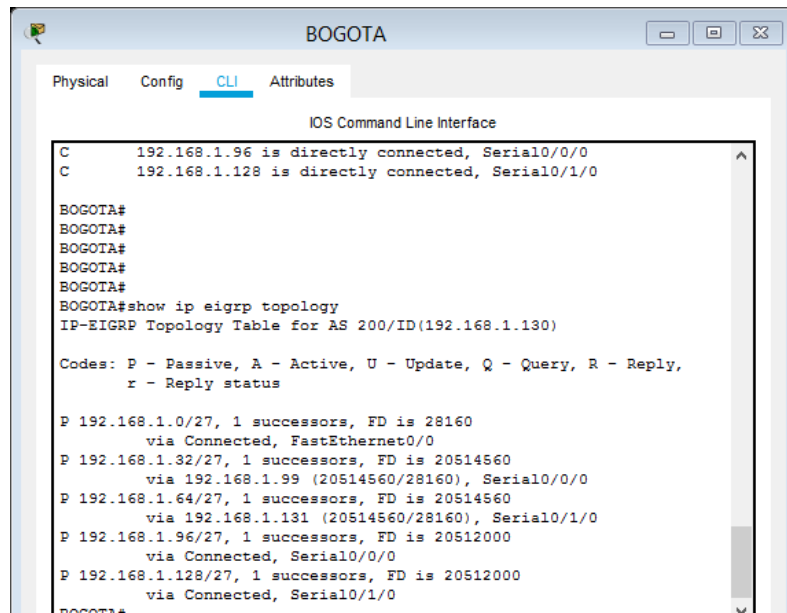 BOGOTA
Physical Config CLI Attributes
IOS Command Line Interface
C 192.168.1.96 is directly connected, Serial0/0/0
C 192.168.1.128 is directly connected, Serial0/1/0
BOGOTA#
BOGOTA#
BOGOTA#
BOGOTA#
BOGOTA#
BOGOTA#show ip eigrp topology
IP-EIGRP Topology Table for AS 200/ID(192.168.1.130)
Codes: P - Passive, A - Active, U - Update, Q - Query, R - Reply,
r - Reply status
P 192.168.1.0/27, 1 successors, FD is 28160
via Connected, FastEthernet0/0
P 192.168.1.32/27, 1 successors, FD is 20514560
via 192.168.1.99 (20514560/28160), Serial0/0/0
P 192.168.1.64/27, 1 successors, FD is 20514560
via 192.168.1.131 (20514560/28160), Serial0/1/0
P 192.168.1.96/27, 1 successors, FD is 20512000
via Connected, Serial0/0/0
P 192.168.1.128/27, 1 successors, FD is 20512000
via Connected, Serial0/1/0
BOGOTA#